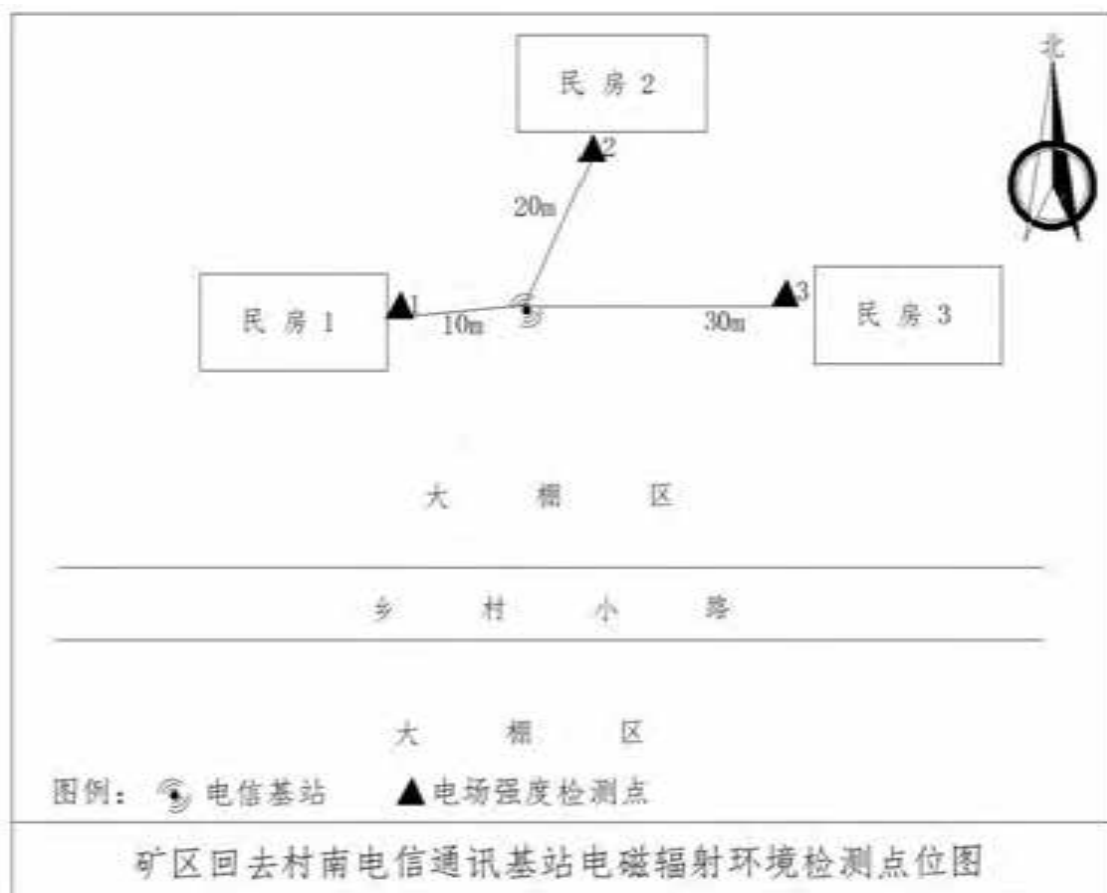 北
民房2
2
20m
民房1
1
10m
30m
3
民房3
大棚区
乡村小路
大棚区
图例： 电信基站 电场强度检测点
矿区回去村南电信通讯基站电磁辐射环境检测点位图